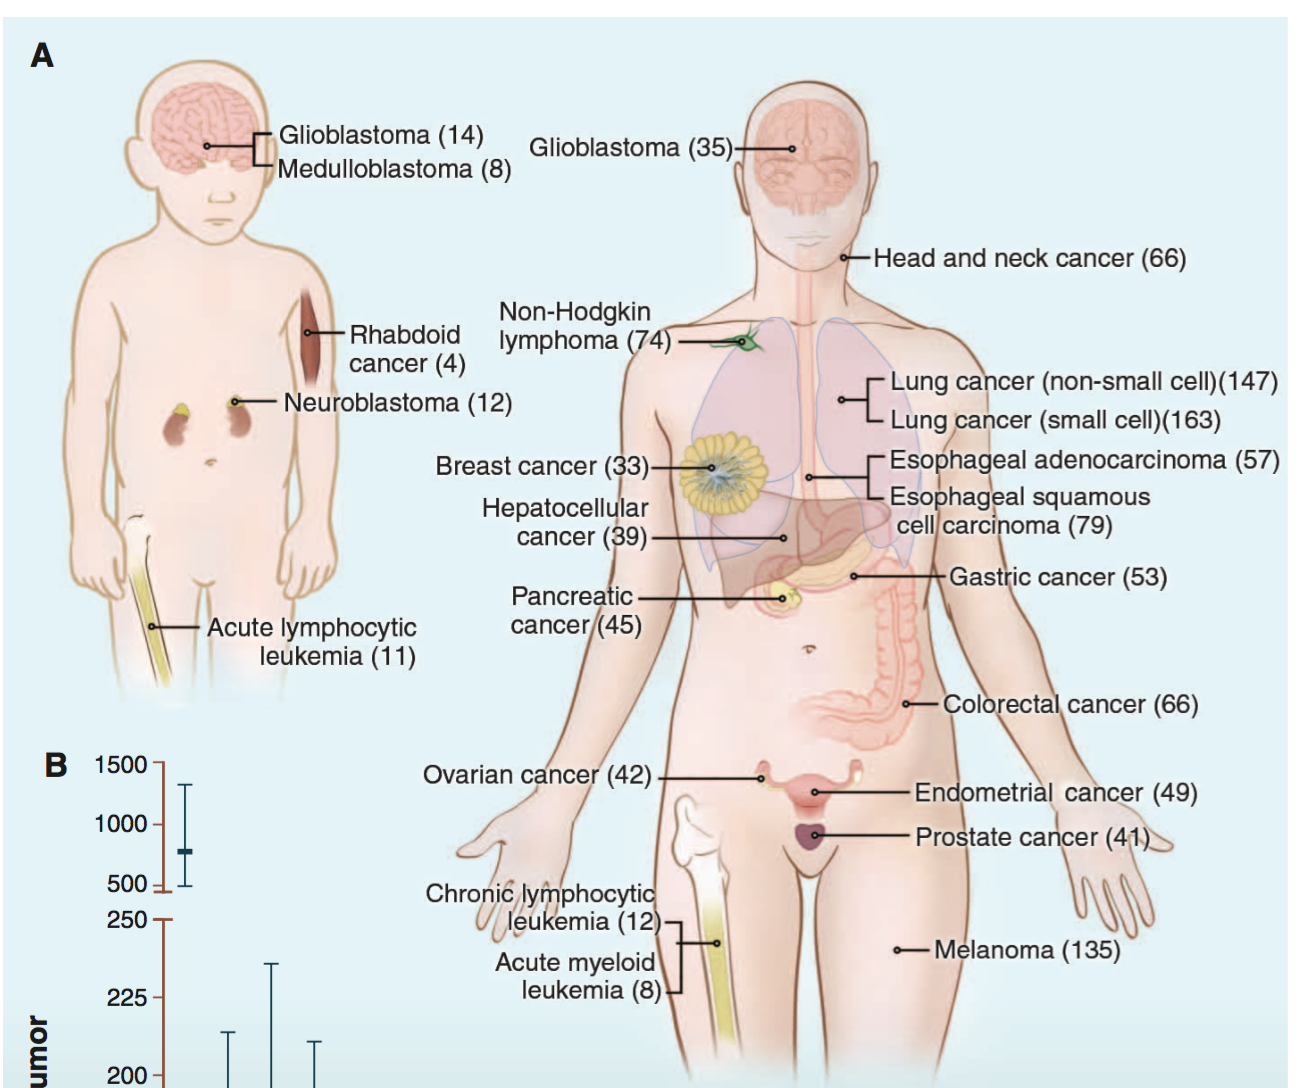 A
Glioblastoma (14)
Medulloblastoma (8)
Rhabdoid
cancer (4)
Neuroblastoma (12)
Acute lymphocytic
leukemia (11)
Glioblastoma (35)
Head and neck cancer (66)
Non-Hodgkin
lymphoma (74)
Lung cancer (non-small cell)(147)
Lung cancer (small cell)(163)
Breast cancer (33)
Esophageal adenocarcinoma (57)
Esophageal squamous
cell carcinoma (79)
Hepatocellular
cancer (39)
Gastric cancer (53)
Pancreatic
cancer (45)
Colorectal cancer (66)
Ovarian cancer (42)
Endometrial cancer (49)
Prostate cancer (41)
Chronic lymphocytic
leukemia (12)
Acute myeloid
leukemia (8)
Melanoma (135)
B
1500
1000
500
250
225
200
umor